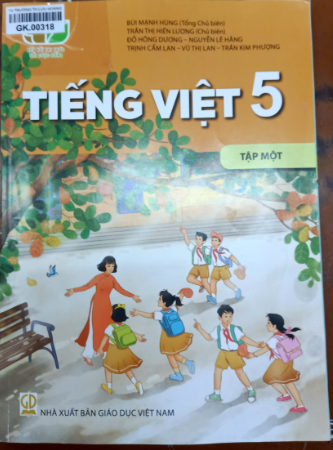 GK.00318
BÙI MẠNH HÙNG (Tổng Chủ biên)
TRẦN THỊ HIỀN LƯƠNG (Chủ biên)
ĐỖ HỒNG DƯƠNG – NGUYỄN LÊ HẰNG
TRỊNH CẨM LAN – VŨ THỊ LAN – TRẦN KIM PHƯỢNG
TIẾNG VIỆT 5
TẬP MỘT
NHÀ XUẤT BẢN GIÁO DỤC VIỆT NAM